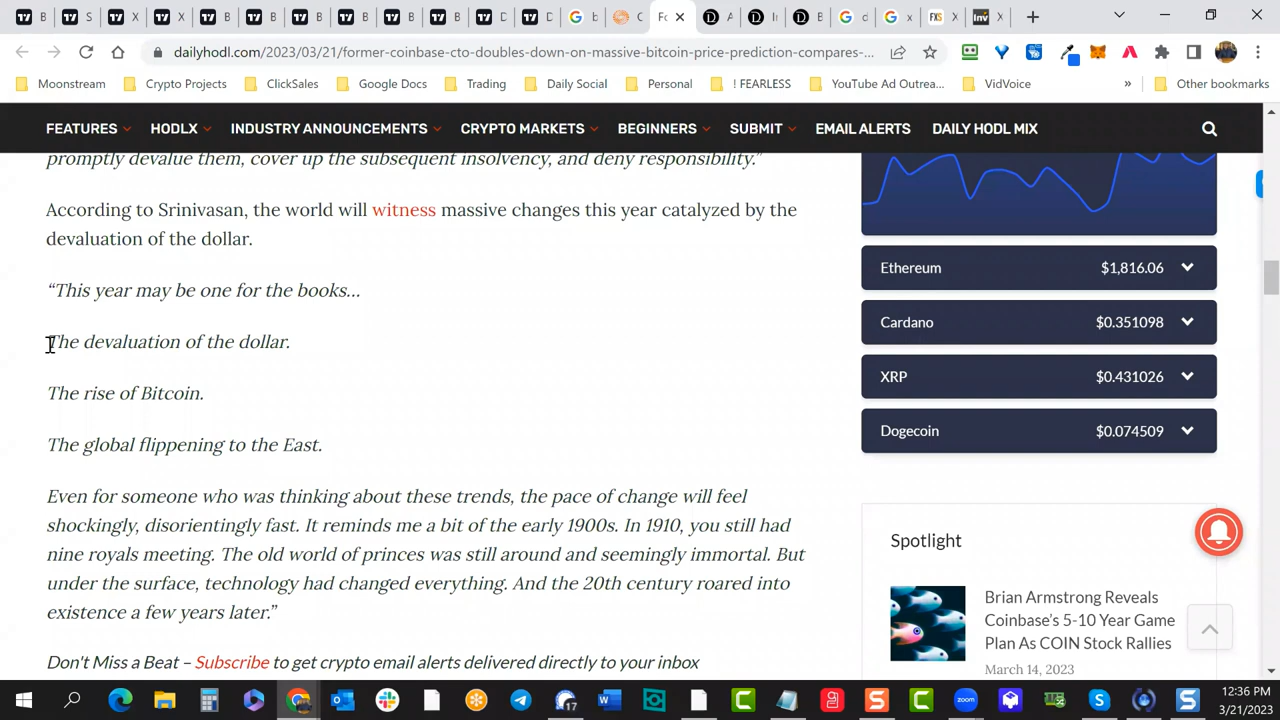 B
S
X
X
B
B
B
B
B
B
D
D
b
C
Fo
A
In
B
d
x
X
X
dailyhodl.com/2023/03/21/former-coinbase-cto-doubles-down-on-massive-bitcoin-price-prediction-compares-...
Moonstream
Crypto Projects
ClickSales
Google Docs
Trading
Daily Social
Personal
! FEARLESS
YouTube Ad Outrea...
VidVoice
»
Other bookmarks
FEATURES
HODLX
INDUSTRY ANNOUNCEMENTS
CRYPTO MARKETS
BEGINNERS
SUBMIT
EMAIL ALERTS
DAILY HODL MIX
promptly devalue them, cover up the subsequent insolvency, and deny responsibility.”
According to Srinivasan, the world will witness massive changes this year catalyzed by the
devaluation of the dollar.
“This year may be one for the books…
The devaluation of the dollar.
The rise of Bitcoin.
The global flippening to the East.
Even for someone who was thinking about these trends, the pace of change will feel
shockingly, disorientingly fast. It reminds me a bit of the early 1900s. In 1910, you still had
nine royals meeting. The old world of princes was still around and seemingly immortal. But
under the surface, technology had changed everything. And the 20th century roared into
existence a few years later.”
Don't Miss a Beat – Subscribe to get crypto email alerts delivered directly to your inbox
Ethereum $1,816.06
Cardano $0.351098
XRP $0.431026
Dogecoin $0.074509
Spotlight
Brian Armstrong Reveals
Coinbase’s 5-10 Year Game
Plan As COIN Stock Rallies
March 14, 2023
12:36 PM
3/21/2023